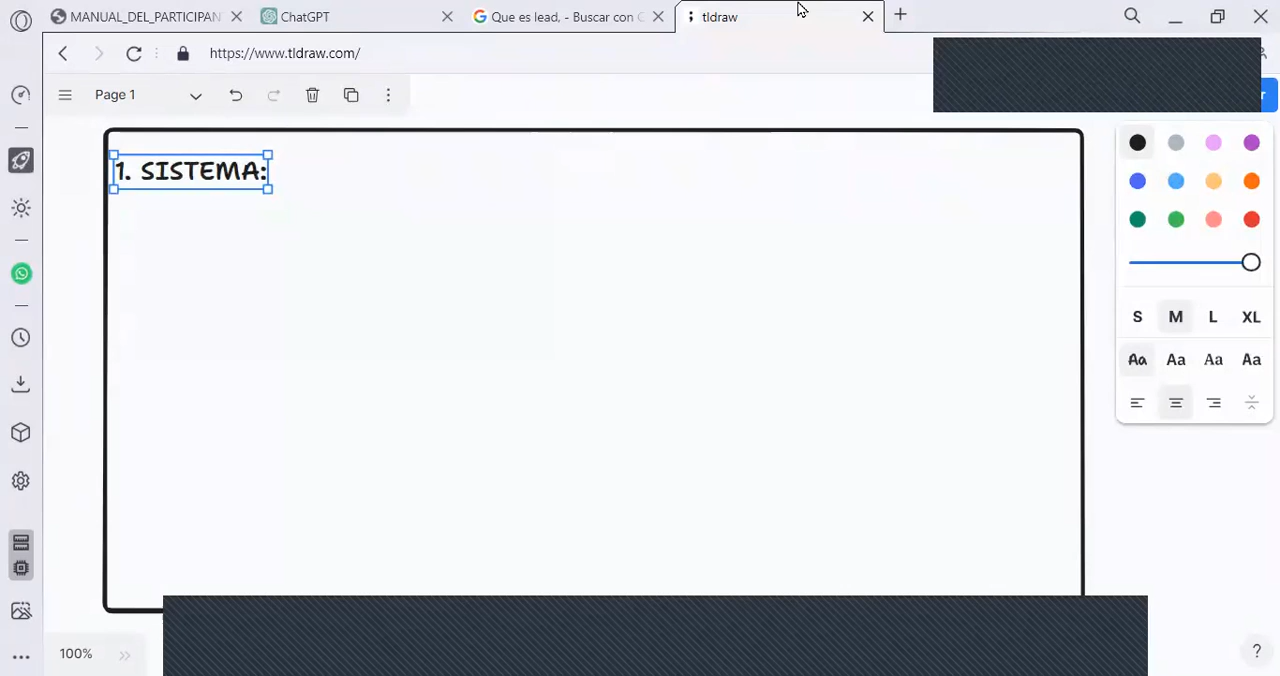 MANUAL_DEL_PARTICIPAN
ChatGPT
Que es lead, - Buscar con
tldraw
https://www.tldraw.com/
Page 1
r
1. SISTEMA:
S M L XL
Aa Aa Aa Aa
100%
?